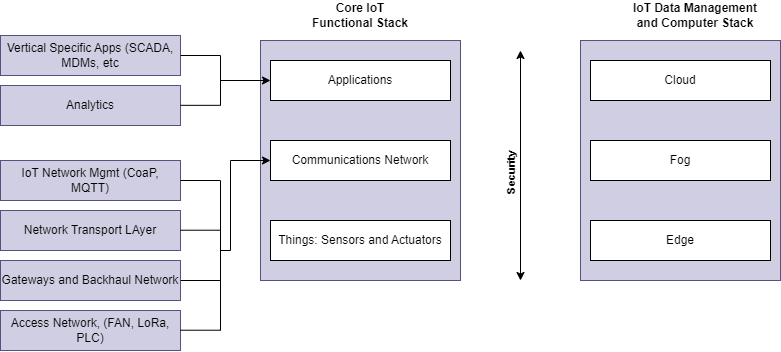 Core IoT
Functional Stack
IoT Data Management
and Computer Stack
Vertical Specific Apps (SCADA,
MDMs, etc
Analytics
IoT Network Mgmt (CoaP,
MQTT)
Network Transport LAyer
Gateways and Backhaul Network
Access Network, (FAN, LoRa,
PLC)
Applications
Communications Network
Things: Sensors and Actuators
Security
Cloud
Fog
Edge